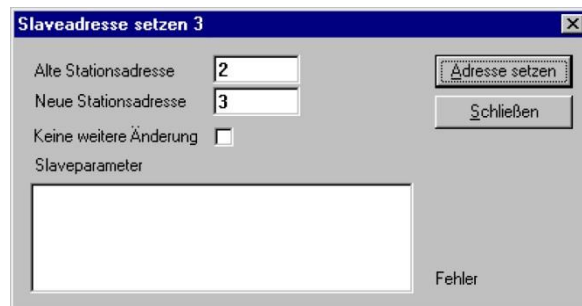 Slaveadresse setzen 3
Alte Stationsadresse 2
Adresse setzen
Neue Stationsadresse 3
Schließen
Keine weitere Änderung
Slaveparameter
Fehler